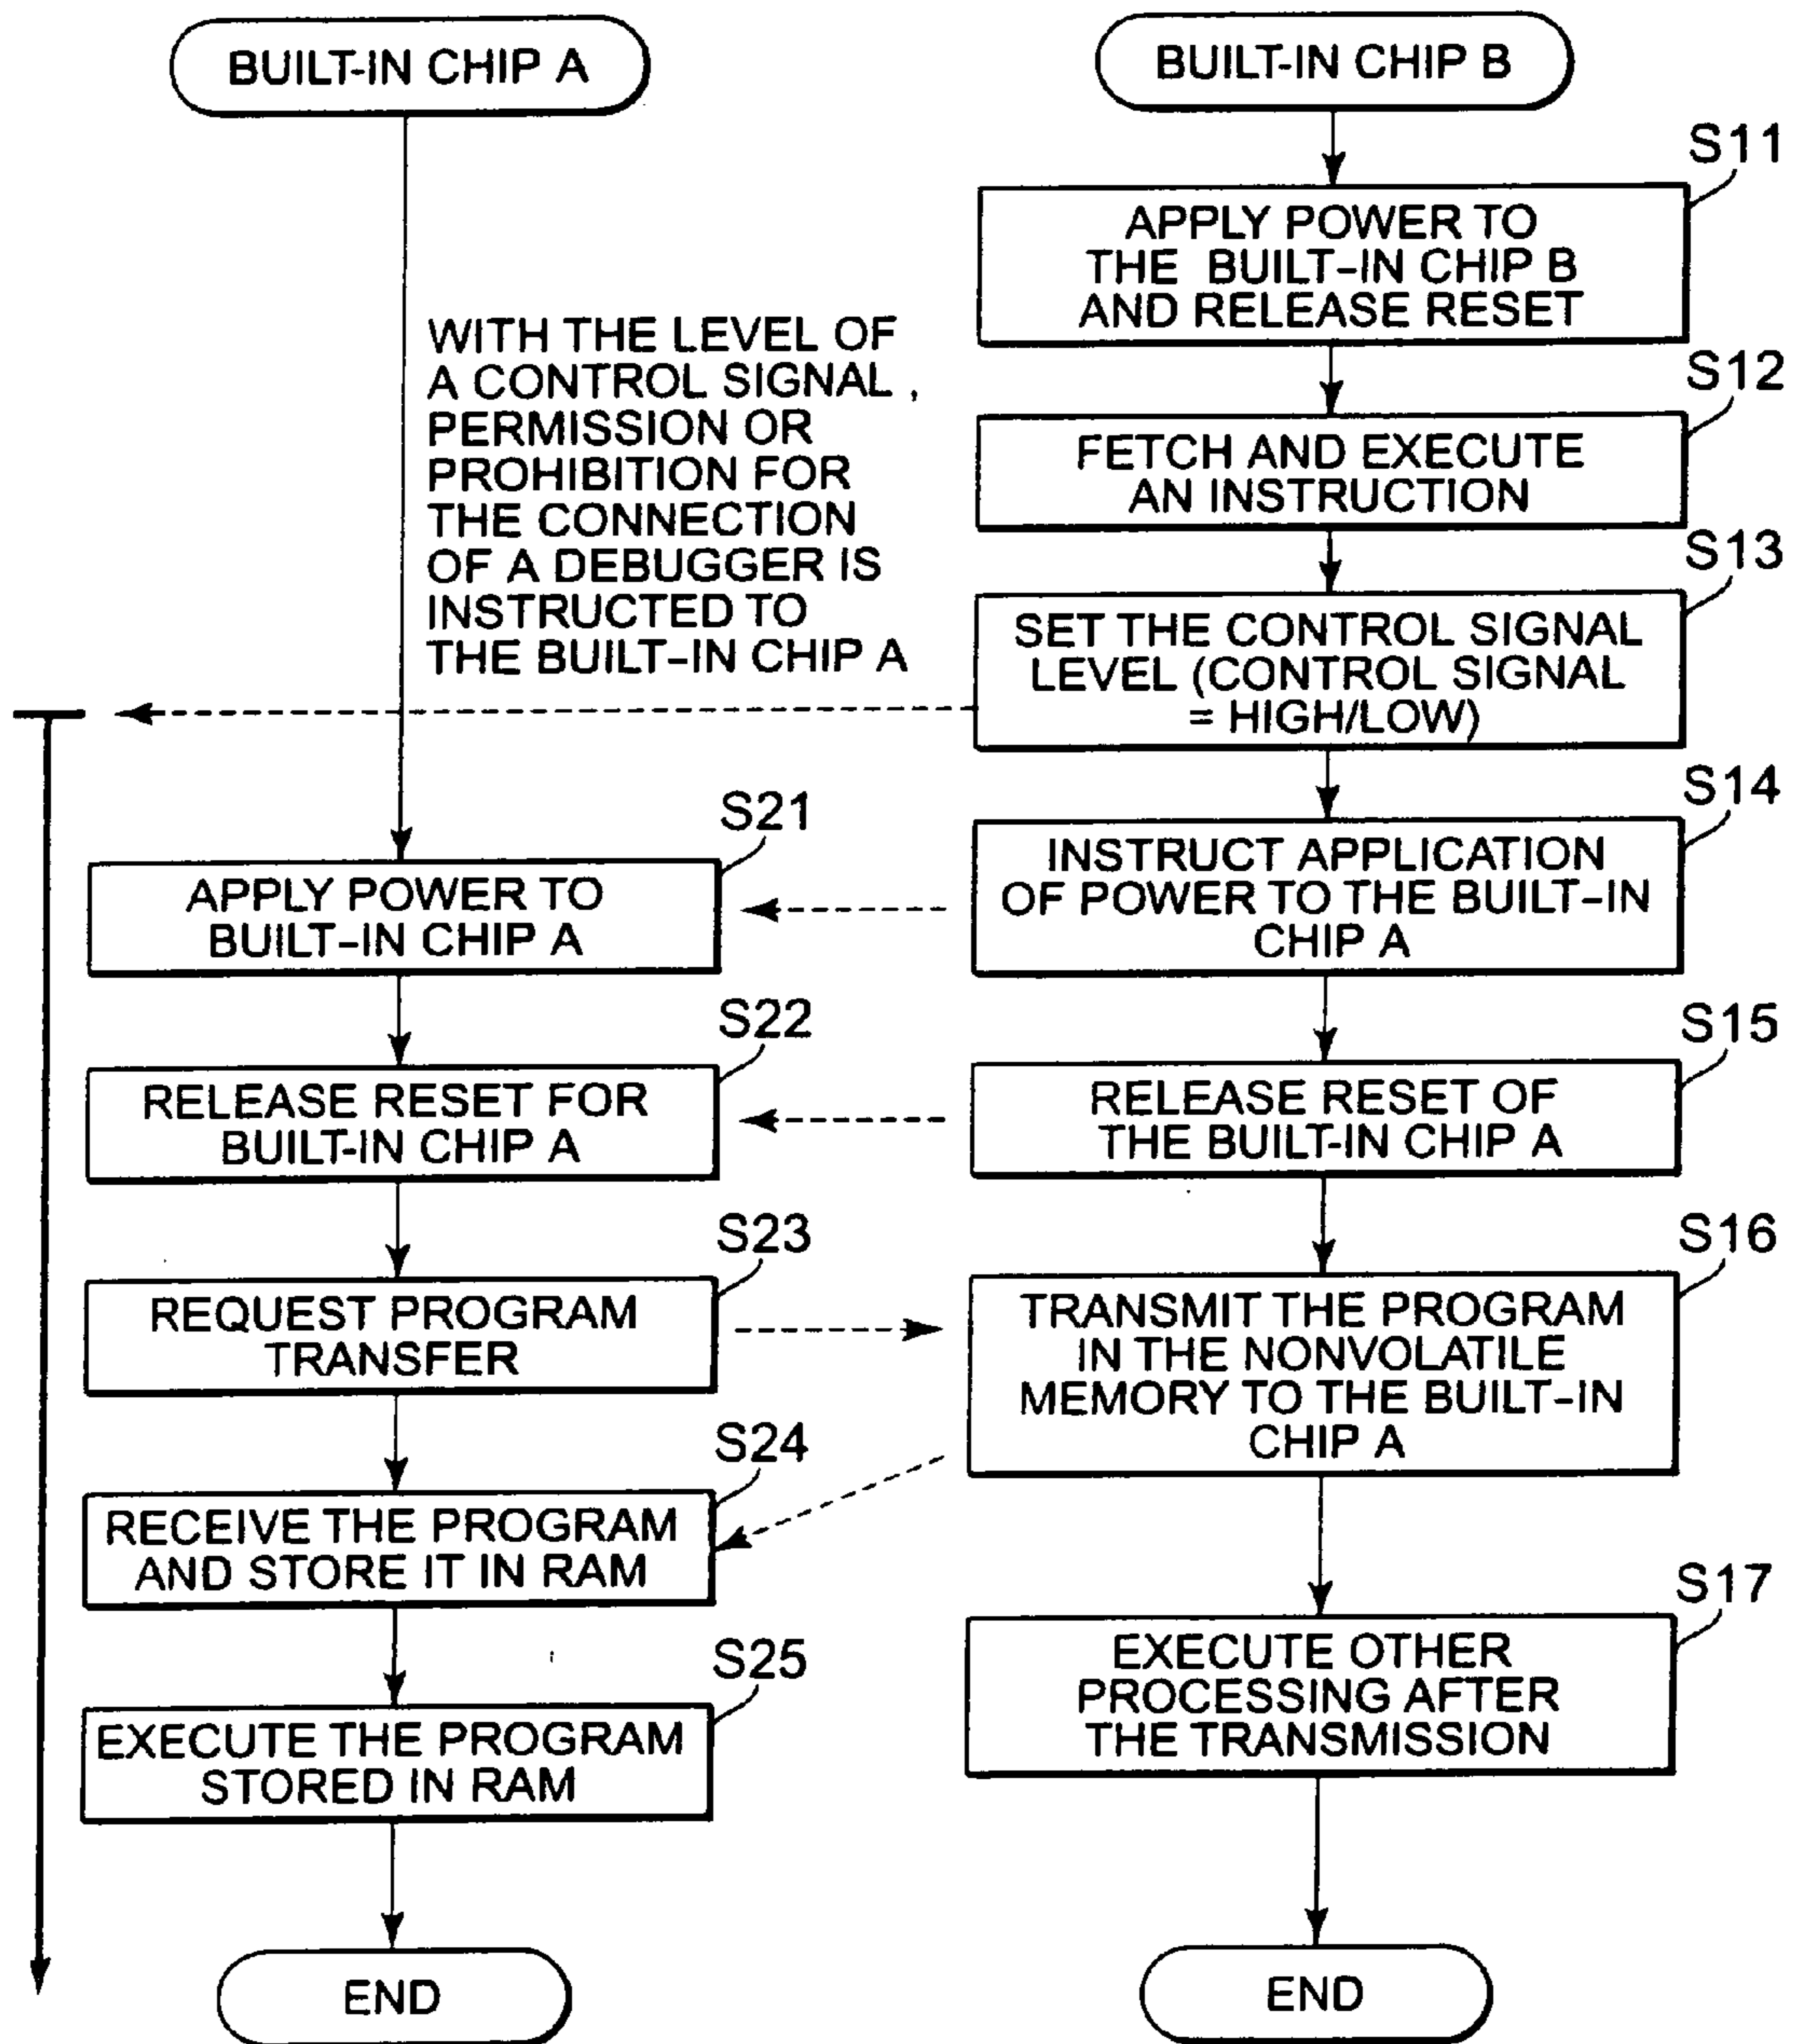 BUILT-IN CHIP A
WITH THE LEVEL OF
A CONTROL SIGNAL ,
PERMISSION OR
PROHIBITION FOR
THE CONNECTION
OF A DEBUGGER IS
INSTRUCTED TO
THE BUILT-IN CHIP A
S21
APPLY POWER TO
BUILT-IN CHIP A
S22
RELEASE RESET FOR
BUILT-IN CHIP A
S23
REQUEST PROGRAM
TRANSFER
S24
RECEIVE THE PROGRAM
AND STORE IT IN RAM
S25
EXECUTE THE PROGRAM
STORED IN RAM
END
BUILT-IN CHIP B
S11
APPLY POWER TO
THE BUILT-IN CHIP B
AND RELEASE RESET
S12
FETCH AND EXECUTE
AN INSTRUCTION
S13
SET THE CONTROL SIGNAL
LEVEL (CONTROL SIGNAL
= HIGH/LOW)
S14
INSTRUCT APPLICATION
OF POWER TO THE BUILT-IN
CHIP A
S15
RELEASE RESET OF
THE BUILT-IN CHIP A
S16
TRANSMIT THE PROGRAM
IN THE NONVOLATILE
MEMORY TO THE BUILT-IN
CHIP A
S17
EXECUTE OTHER
PROCESSING AFTER
THE TRANSMISSION
END